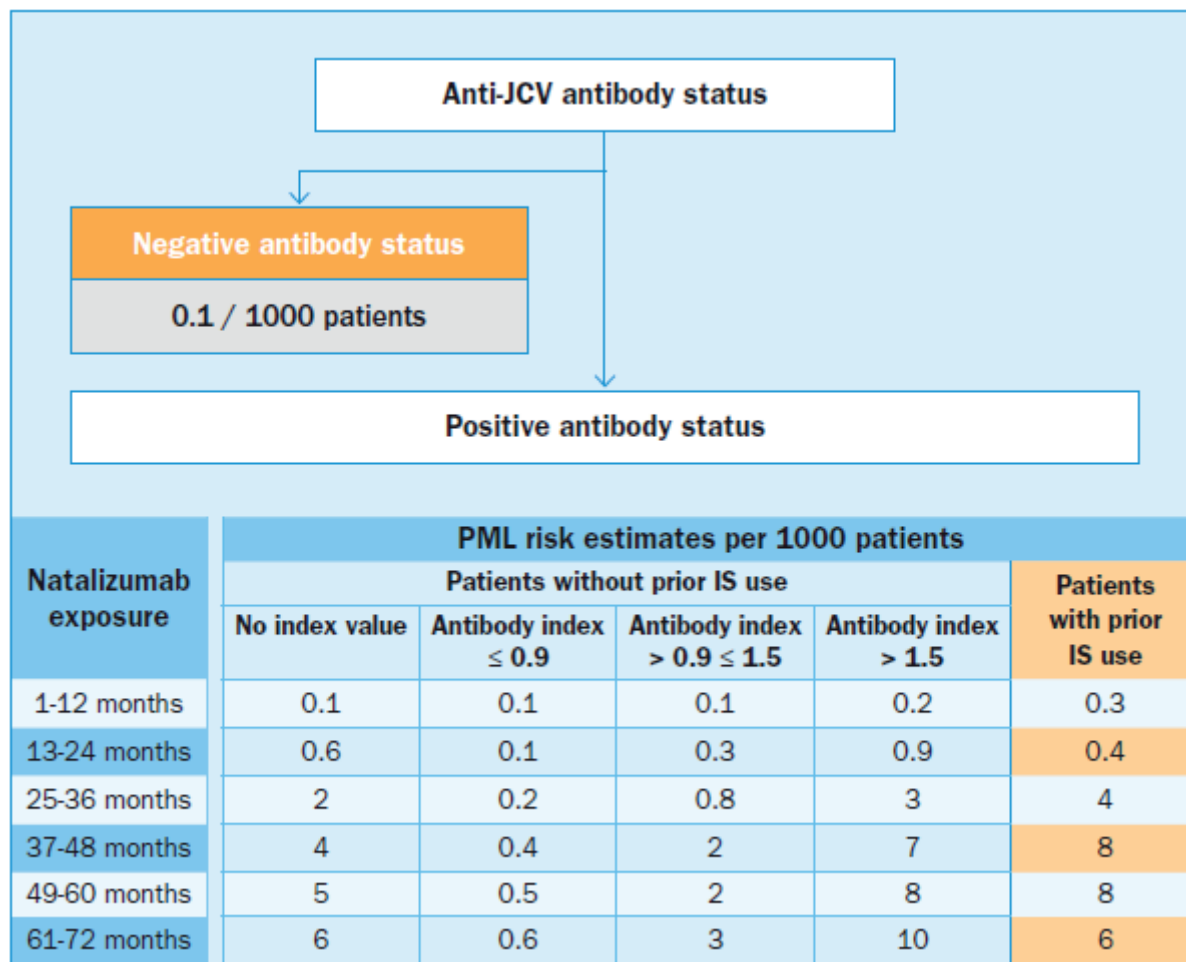 Anti-JCV antibody status
Negative antibody status
0.1 / 1000 patients
Positive antibody status
Natalizumab
exposure
PML risk estimates per 1000 patients
Patients without prior IS use
Patients
with prior
IS use
No index value
Antibody index
≤ 0.9
Antibody index
> 0.9 ≤ 1.5
Antibody index
> 1.5
1-12 months 0.1 0.1 0.1 0.2 0.3
13-24 months 0.6 0.1 0.3 0.9 0.4
25-36 months 2 0.2 0.8 3 4
37-48 months 4 0.4 2 7 8
49-60 months 5 0.5 2 8 8
61-72 months 6 0.6 3 10 6